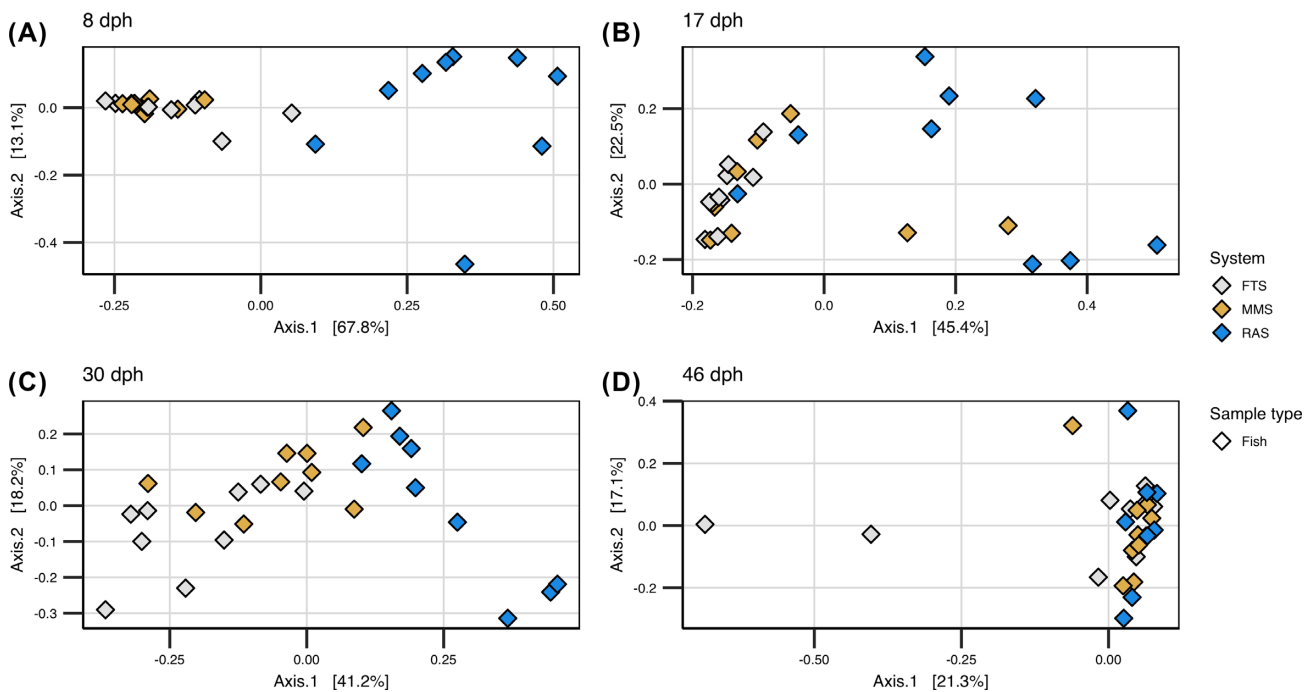 (A) 8 dph
0.0
-0.2
-0.4
Axis.2 [13.1%]
-0.25 0.00 0.25 0.50
Axis.1 [67.8%]
(B) 17 dph
0.2
0.0
-0.2
Axis.2 [22.5%]
-0.2 0.0 0.2 0.4
Axis.1 [45.4%]
System
FTS
MMS
RAS
(C) 30 dph
0.2
0.1
0.0
-0.1
-0.2
-0.3
Axis.2 [18.2%]
-0.25 0.00 0.25
Axis.1 [41.2%]
(D) 46 dph
0.4
0.2
0.0
-0.2
Axis.2 [17.1%]
-0.50 -0.25 0.00
Axis.1 [21.3%]
Sample type
Fish